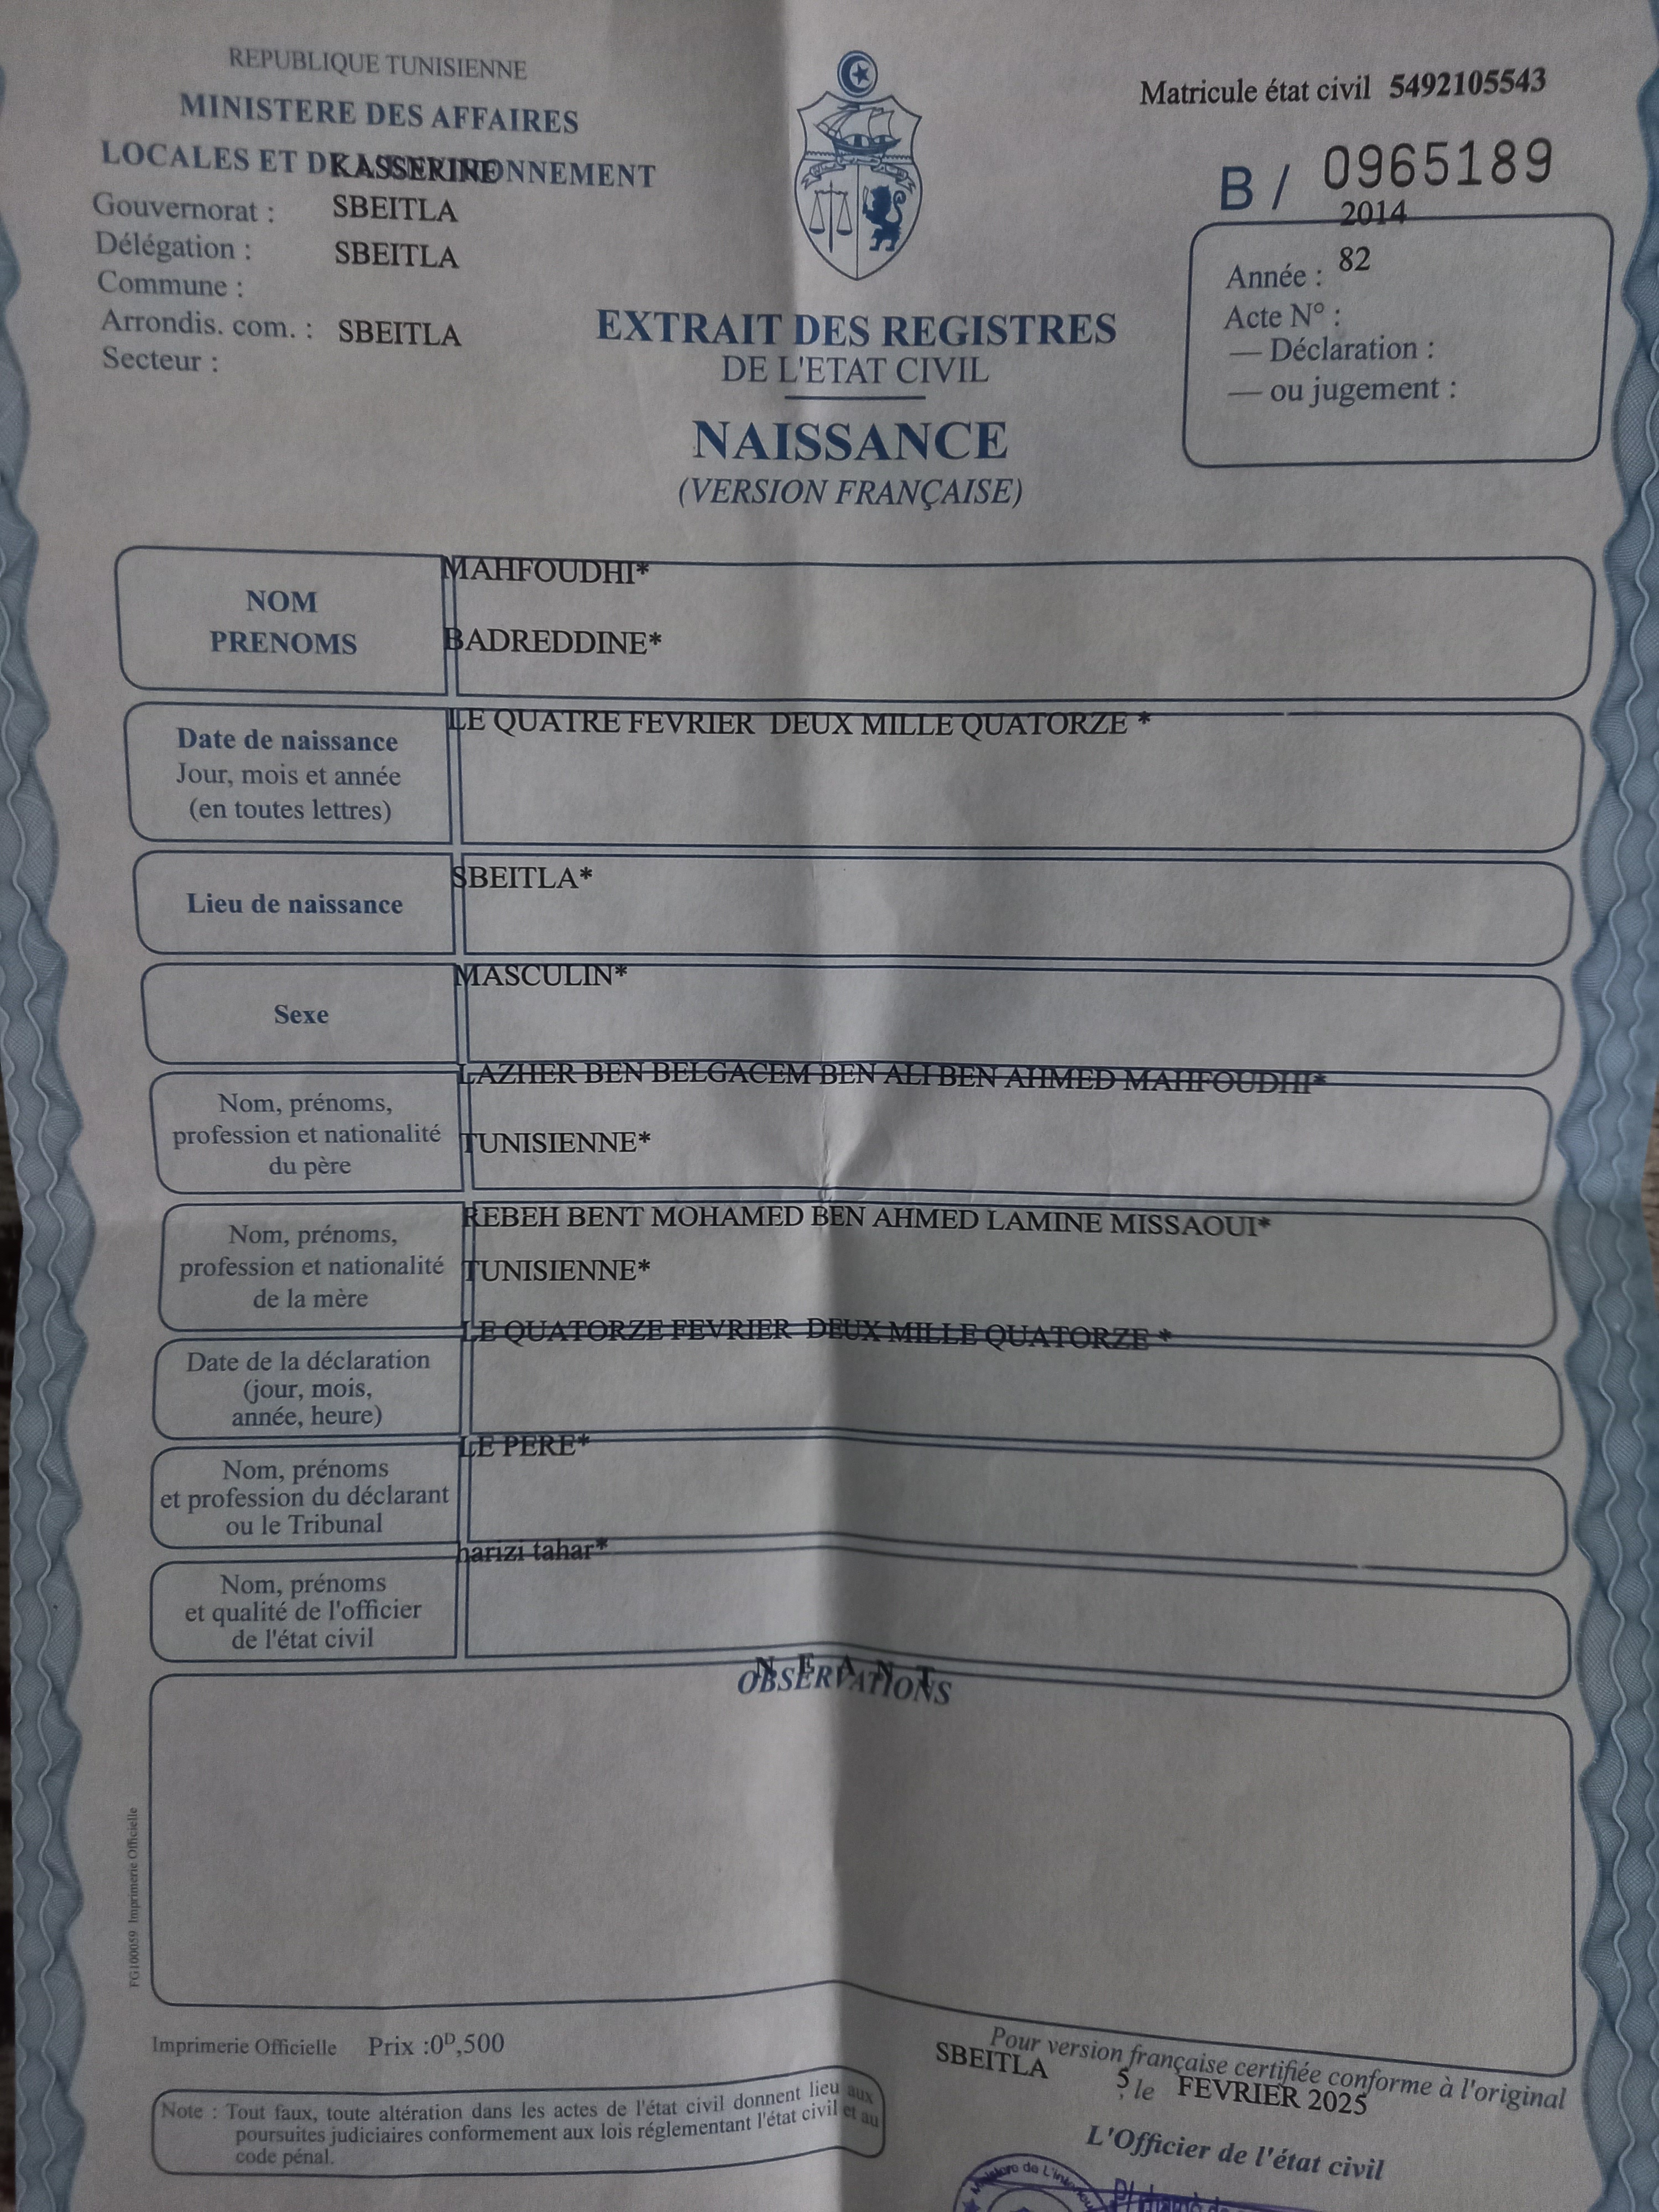 REPUBLIQUE TUNISIENNE
MINISTERE DES AFFAIRES
LOCALES ET DE L'ENVIRONNEMENT
KASSERINE
Gouvernorat : SBEITLA
Délégation : SBEITLA
Commune :
Arrondis. com. : SBEITLA
Secteur :
Matricule état civil 5492105543
B / 0965189
2014
Année : 82
Acte N° :
— Déclaration :
— ou jugement :
EXTRAIT DES REGISTRES
DE L'ETAT CIVIL
NAISSANCE
(VERSION FRANÇAISE)
NOM
PRENOMS
MAHFOUDHI*
BADREDDINE*
Date de naissance
Jour, mois et année
(en toutes lettres)
LE QUATRE FEVRIER DEUX MILLE QUATORZE *
Lieu de naissance
SBEITLA*
Sexe
MASCULIN*
Nom, prénoms,
profession et nationalité
du père
LAZHER BEN BELGACEM BEN ALI BEN AHMED MAHFOUDHI*
TUNISIENNE*
Nom, prénoms,
profession et nationalité
de la mère
REBEH BENT MOHAMED BEN AHMED LAMINE MISSAOUI*
TUNISIENNE*
Date de la déclaration
(jour, mois,
année, heure)
LE QUATORZE FEVRIER DEUX MILLE QUATORZE *
Nom, prénoms
et profession du déclarant
ou le Tribunal
LE PERE*
Nom, prénoms
et qualité de l'officier
de l'état civil
harizi tahar*
N E A N T
OBSERVATIONS
FG100059 Imprimerie Officielle
Imprimerie Officielle Prix :0ᴰ,500
Note : Tout faux, toute altération dans les actes de l'état civil donnent lieu aux
poursuites judiciaires conformement aux lois réglementant l'état civil et au
code pénal.
Pour version française certifiée conforme à l'original
SBEITLA 5, le FEVRIER 2025
L'Officier de l'état civil